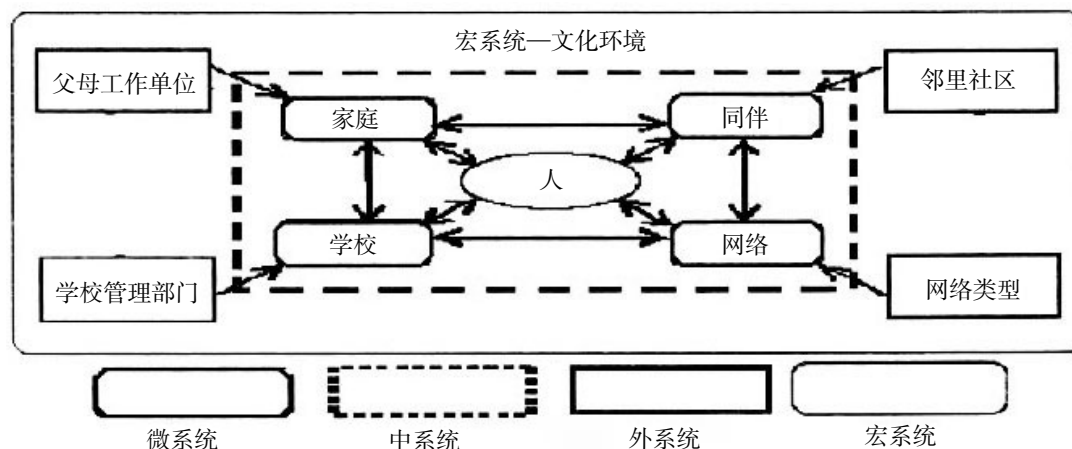 宏系统—文化环境
父母工作单位
邻里社区
家庭
同伴
人
学校
网络
学校管理部门
网络类型
微系统
中系统
外系统
宏系统